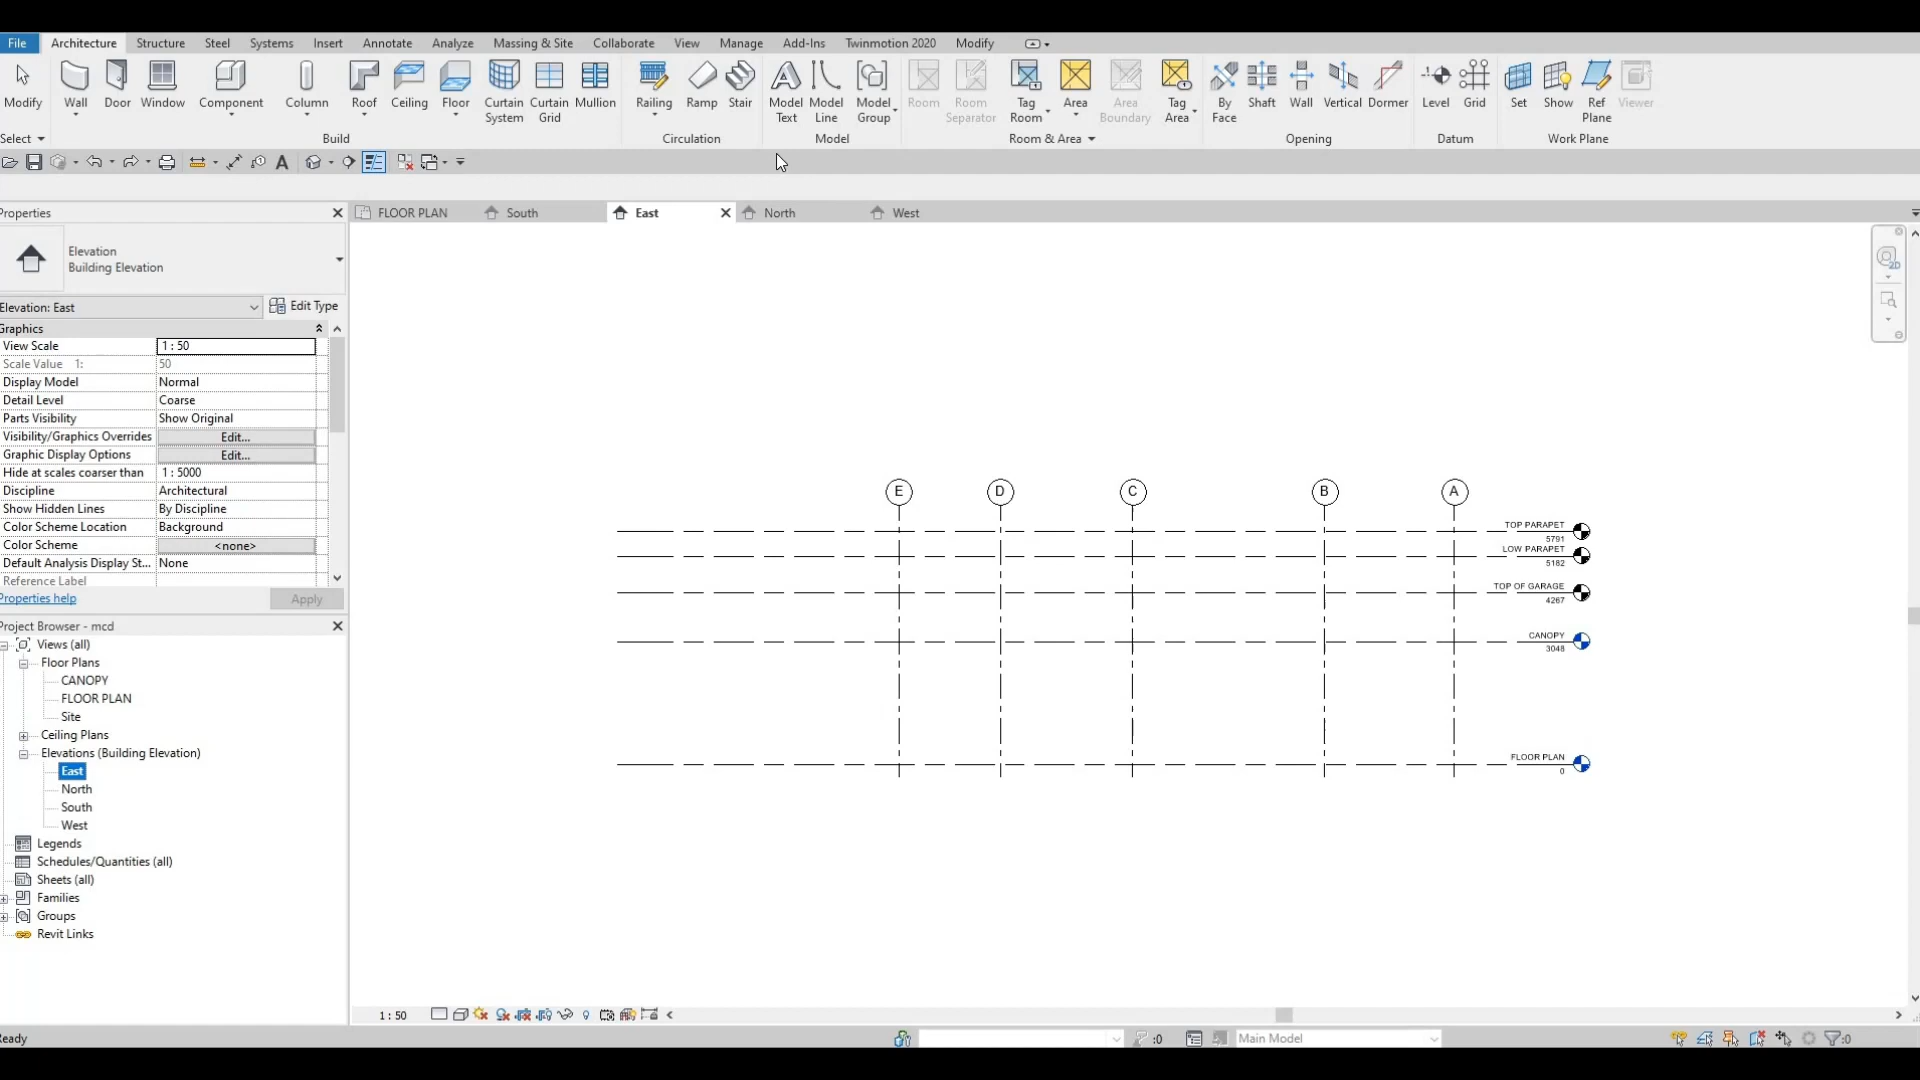 File Architecture Structure Steel Systems Insert Annotate Analyze Massing & Site Collaborate View Manage Add-Ins Twinmotion 2020 Modify
Modify Wall Door Window Component Column Roof Ceiling Floor Curtain System Curtain Grid Mullion Railing Ramp Stair Model Text Model Line Model Group Room Room Separator Tag Room Area Area Boundary Tag Area By Face Shaft Wall Vertical Dormer Level Grid Set Show Ref Plane Viewer
Select Build Circulation Model Room & Area Opening Datum Work Plane
A
Properties
FLOOR PLAN South East North West
Elevation
Building Elevation
Elevation: East Edit Type
Graphics
View Scale 1 : 50
Scale Value 1: 50
Display Model Normal
Detail Level Coarse
Parts Visibility Show Original
Visibility/Graphics Overrides Edit...
Graphic Display Options Edit...
Hide at scales coarser than 1 : 5000
Discipline Architectural
Show Hidden Lines By Discipline
Color Scheme Location Background
Color Scheme <none>
Default Analysis Display St... None
Reference Label
Properties help Apply
Project Browser - mcd
Views (all)
Floor Plans
CANOPY
FLOOR PLAN
Site
Ceiling Plans
Elevations (Building Elevation)
East
North
South
West
Legends
Schedules/Quantities (all)
Sheets (all)
Families
Groups
Revit Links
2D
E D C B A
TOP PARAPET
5791
LOW PARAPET
5182
TOP OF GARAGE
4267
CANOPY
3048
FLOOR PLAN
0
1 : 50
eady :0 Main Model :0